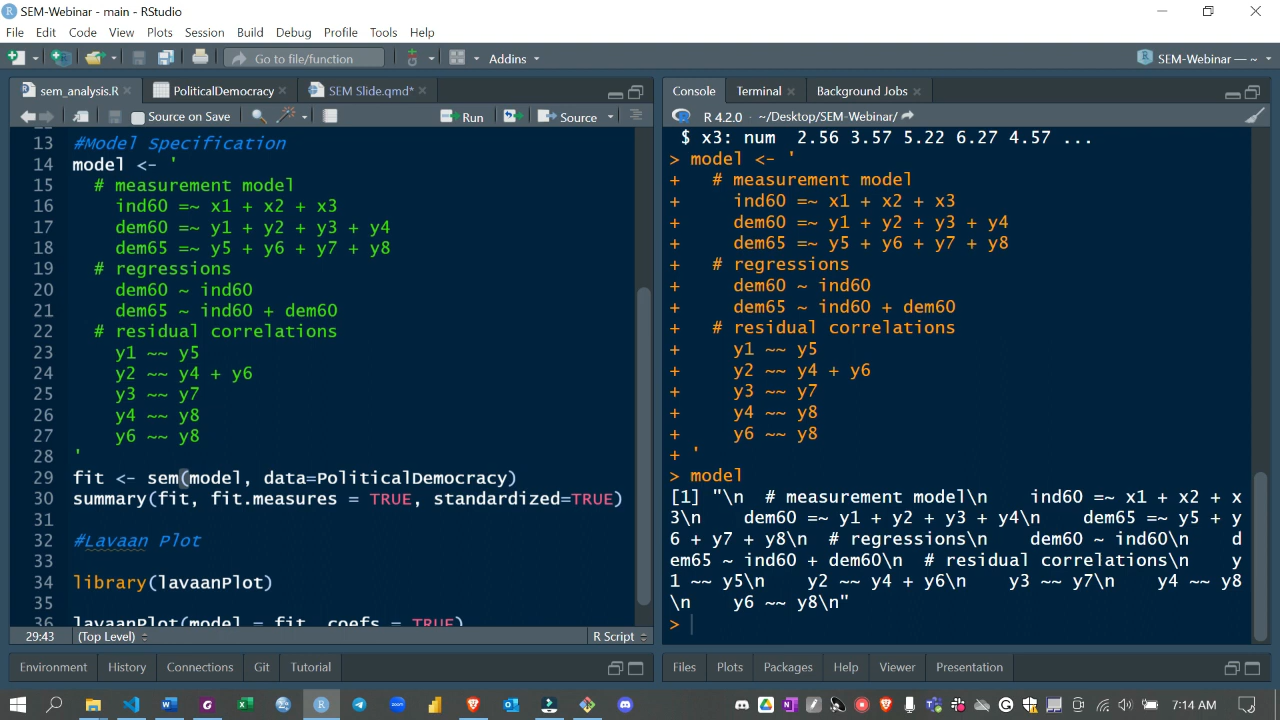 SEM-Webinar - main - RStudio
File Edit Code View Plots Session Build Debug Profile Tools Help
Go to file/function Addins SEM-Webinar — ~
sem_analysis.R PoliticalDemocracy SEM Slide.qmd*
Source on Save Run Source
13 #Model Specification
14 model <- '
15 # measurement model
16 ind60 =~ x1 + x2 + x3
17 dem60 =~ y1 + y2 + y3 + y4
18 dem65 =~ y5 + y6 + y7 + y8
19 # regressions
20 dem60 ~ ind60
21 dem65 ~ ind60 + dem60
22 # residual correlations
23 y1 ~~ y5
24 y2 ~~ y4 + y6
25 y3 ~~ y7
26 y4 ~~ y8
27 y6 ~~ y8
28 '
29 fit <- sem(model, data=PoliticalDemocracy)
30 summary(fit, fit.measures = TRUE, standardized=TRUE)
31
32 #Lavaan Plot
33
34 library(lavaanPlot)
35
36 lavaanPlot(model = fit, coefs = TRUE)
29:43 (Top Level) R Script
Environment History Connections Git Tutorial
Console Terminal Background Jobs
R 4.2.0 · ~/Desktop/SEM-Webinar/
$ x3: num 2.56 3.57 5.22 6.27 4.57 ...
> model <- '
+ # measurement model
+ ind60 =~ x1 + x2 + x3
+ dem60 =~ y1 + y2 + y3 + y4
+ dem65 =~ y5 + y6 + y7 + y8
+ # regressions
+ dem60 ~ ind60
+ dem65 ~ ind60 + dem60
+ # residual correlations
+ y1 ~~ y5
+ y2 ~~ y4 + y6
+ y3 ~~ y7
+ y4 ~~ y8
+ y6 ~~ y8
+ '
> model
[1] "\n # measurement model\n ind60 =~ x1 + x2 + x
3\n dem60 =~ y1 + y2 + y3 + y4\n dem65 =~ y5 + y
6 + y7 + y8\n # regressions\n dem60 ~ ind60\n d
em65 ~ ind60 + dem60\n # residual correlations\n y
1 ~~ y5\n y2 ~~ y4 + y6\n y3 ~~ y7\n y4 ~~ y8
\n y6 ~~ y8\n"
>
Files Plots Packages Help Viewer Presentation
7:14 AM